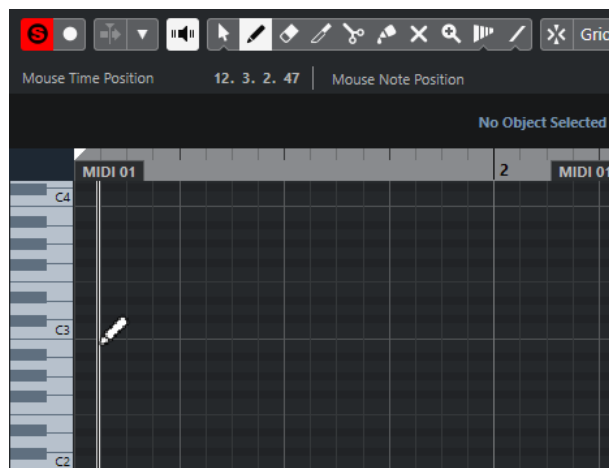 S
Grid
Mouse Time Position 12. 3. 2. 47 Mouse Note Position
No Object Selected
MIDI 01 2 MIDI 01
C4
C3
C2